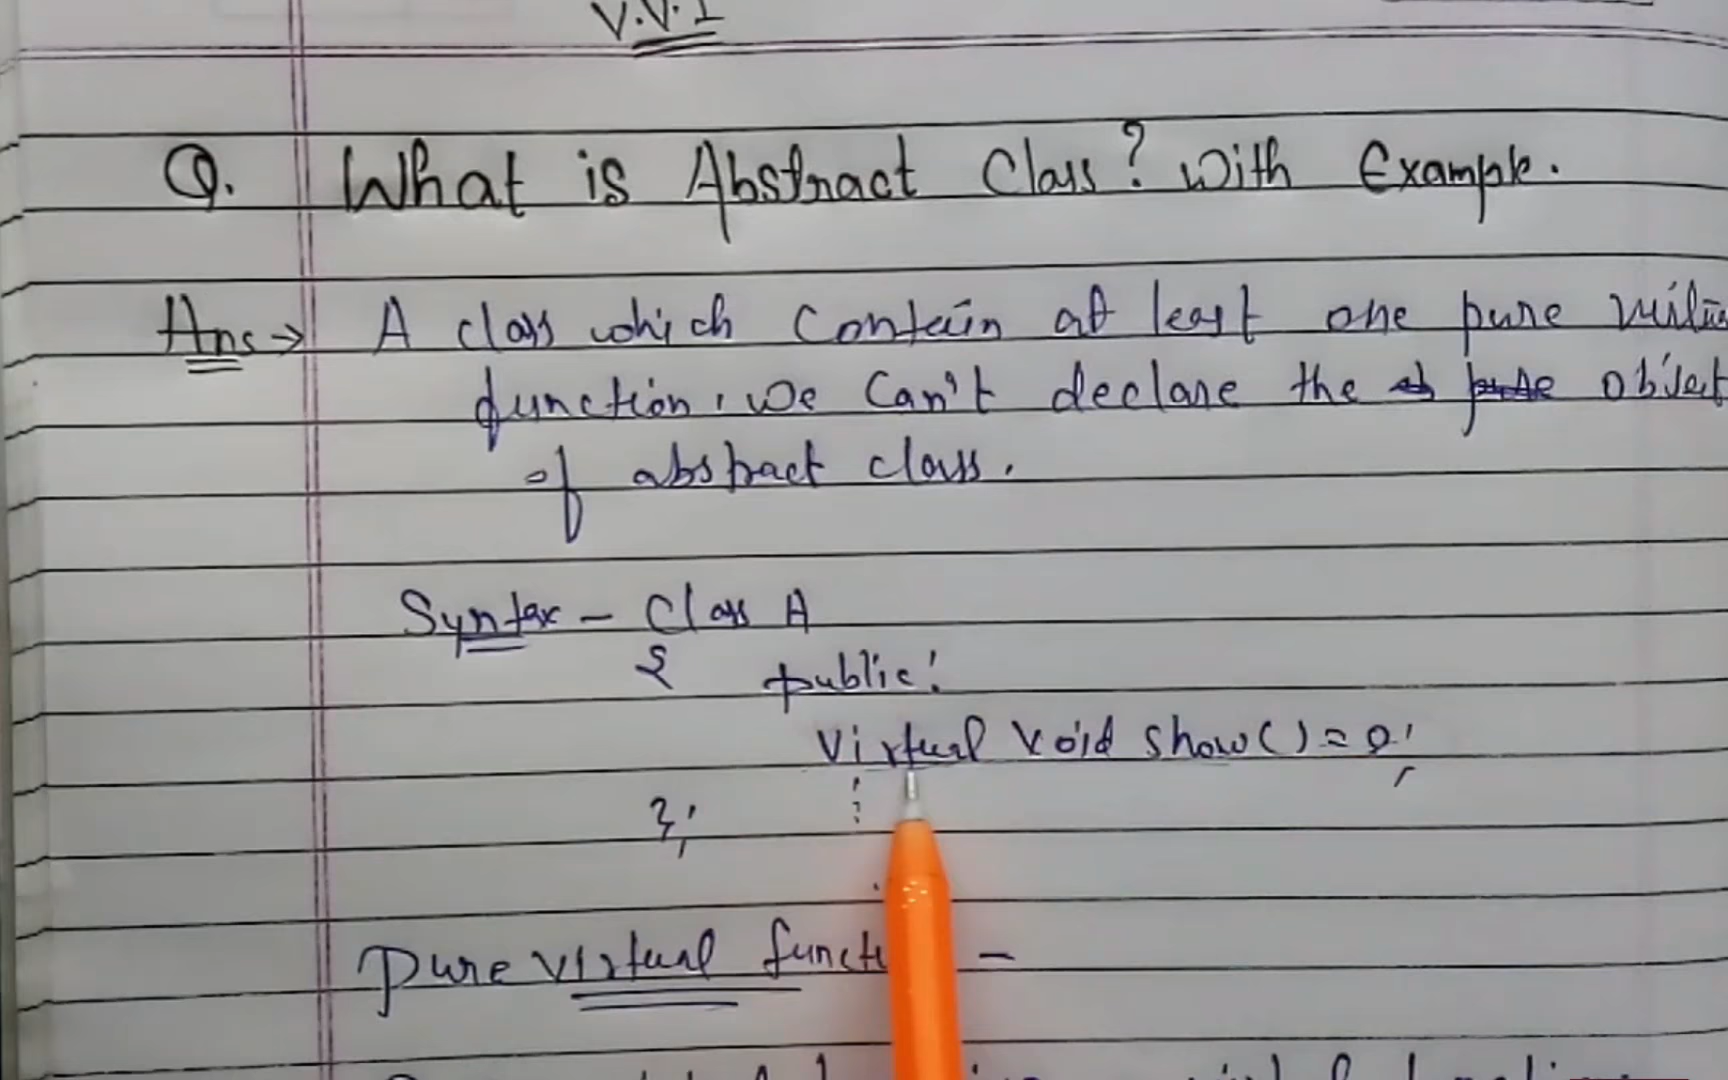 V.V.I
Q. What is Abstract Class? With Example.
Ans → A class which Contain at least one pure
function. we Can't declare the object
of abstract class.
Syntax - Class A
{ public:
Virtual Void show() = 0;
};
Pure virtual functi -